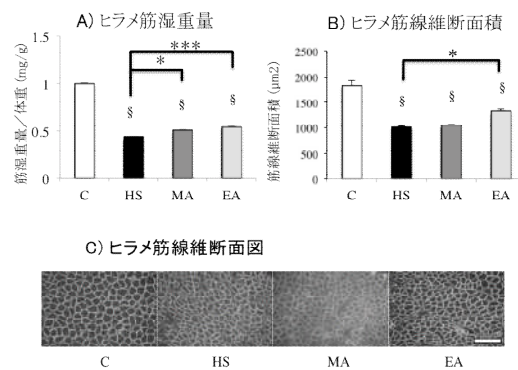 A) ヒラメ筋湿重量
筋湿重量／体重 (mg/g)
1.5
1
0.5
0
***
*
§
§
§
C
HS
MA
EA
B) ヒラメ筋線維断面積
筋線維断面積 (µm2)
2500
2000
1500
1000
500
0
*
§
§
§
C
HS
MA
EA
C) ヒラメ筋線維断面図
C
HS
MA
EA